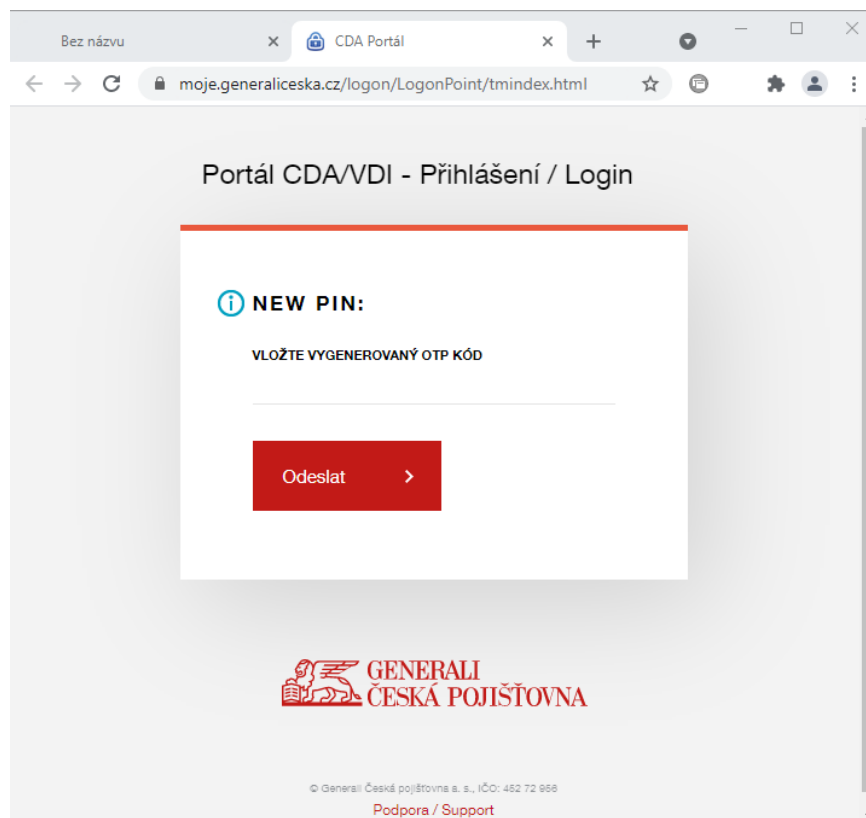 Bez názvu
CDA Portál
moje.generaliceska.cz/logon/LogonPoint/tmindex.html
Portál CDA/VDI - Přihlášení / Login
NEW PIN:
VLOŽTE VYGENEROVANÝ OTP KÓD
Odeslat
GENERALI
ČESKÁ POJIŠŤOVNA
© Generali Česká pojišťovna a. s., IČO: 452 72 956
Podpora / Support